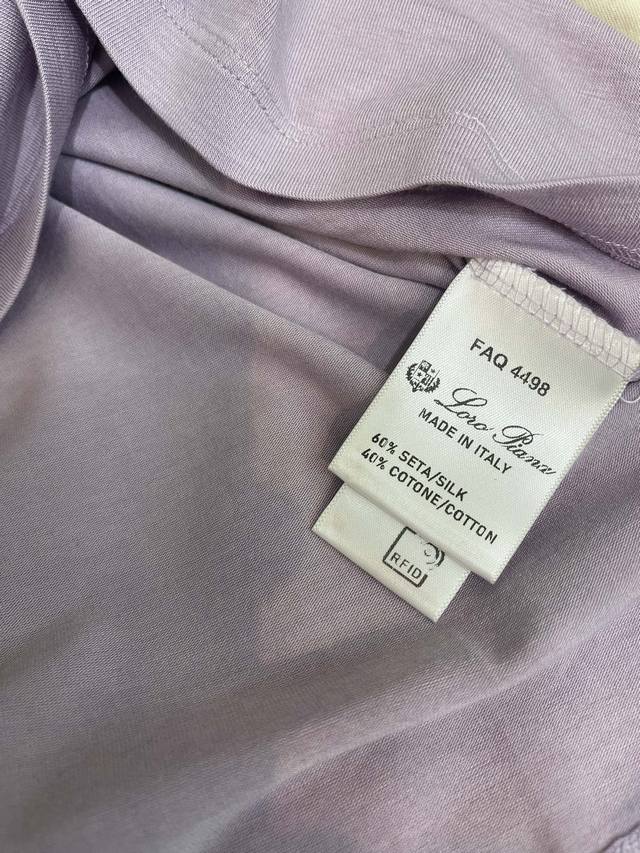 FAQ 4498
Loro Piana
MADE IN ITALY
60% SETA/SILK
40% COTONE/COTTON
RFID